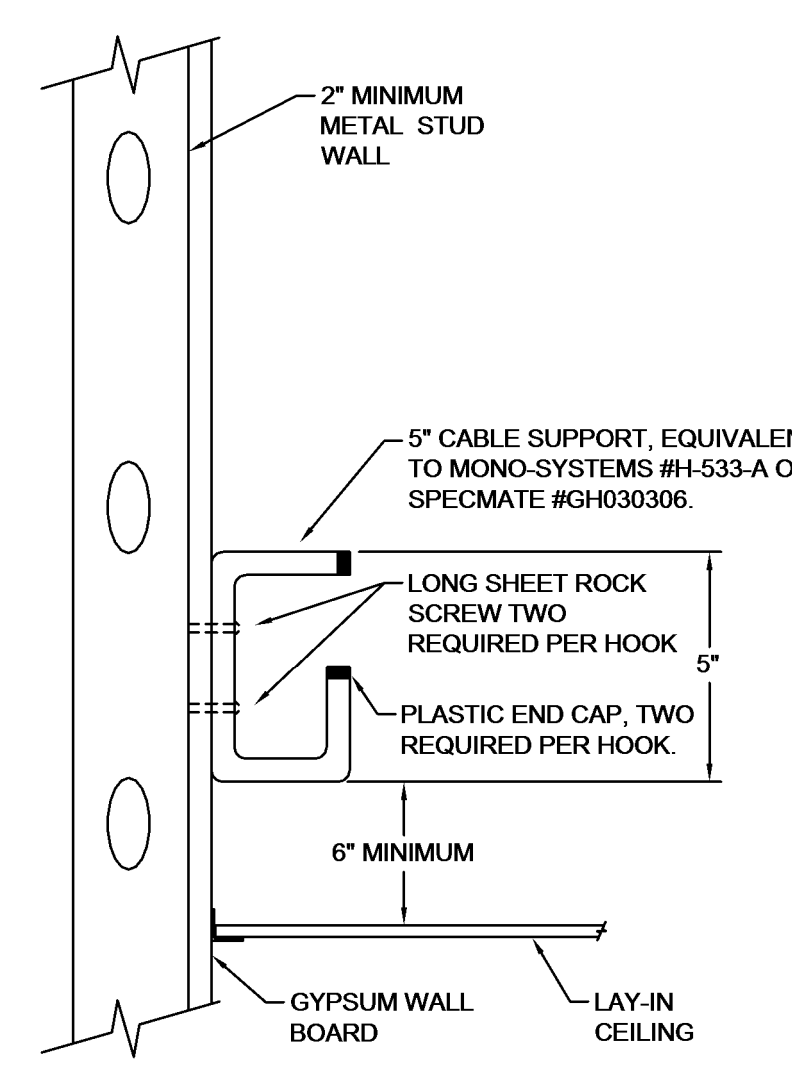 2" MINIMUM
METAL STUD
WALL
5" CABLE SUPPORT,
TO MONO-SYSTEMS #H-533-A
SPECMATE #GH030306.
LONG SHEET ROCK
SCREW TWO
REQUIRED PER HOOK
5"
PLASTIC END CAP, TWO
REQUIRED PER HOOK.
6" MINIMUM
GYPSUM WALL
BOARD
LAY-IN
CEILING